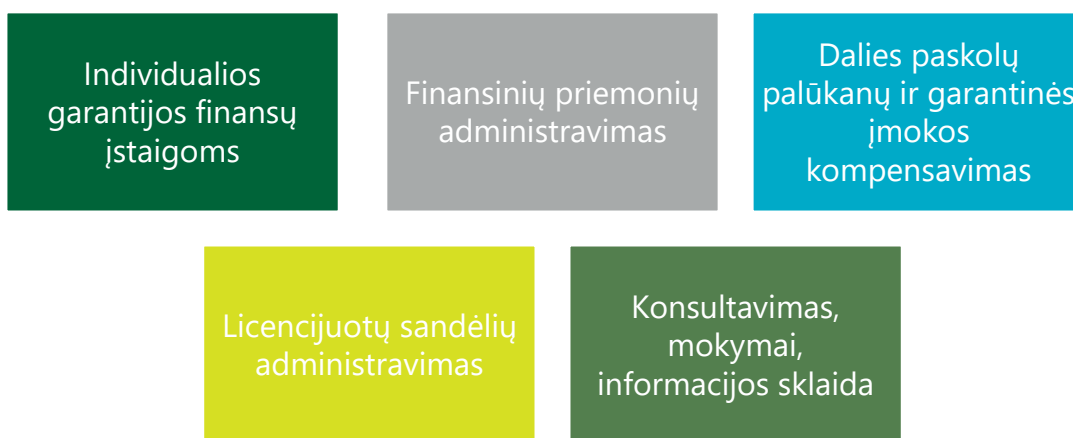 Individualios
garantijos finansų
įstaigoms
Finansinių priemonių
administravimas
Dalies paskolų
palūkanų ir garantinės
įmokos
kompensavimas
Licencijuotų sandėlių
administravimas
Konsultavimas,
mokymai,
informacijos sklaida